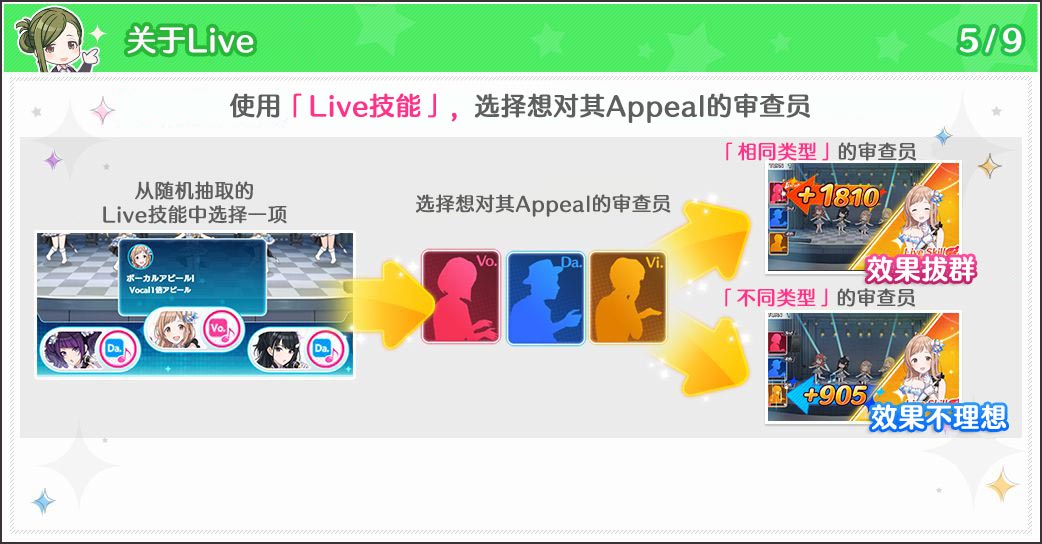 关于Live
5/9
使用「Live技能」，选择想对其Appeal的审查员
从随机抽取的
Live技能中选择一项
ボーカルアピールI
Vocal1倍アピール
Da.
Vo.
Da.
选择想对其Appeal的审查员
Vo.
Da.
Vi.
「相同类型」的审查员
+1810
效果拔群
「不同类型」的审查员
+905
效果不理想